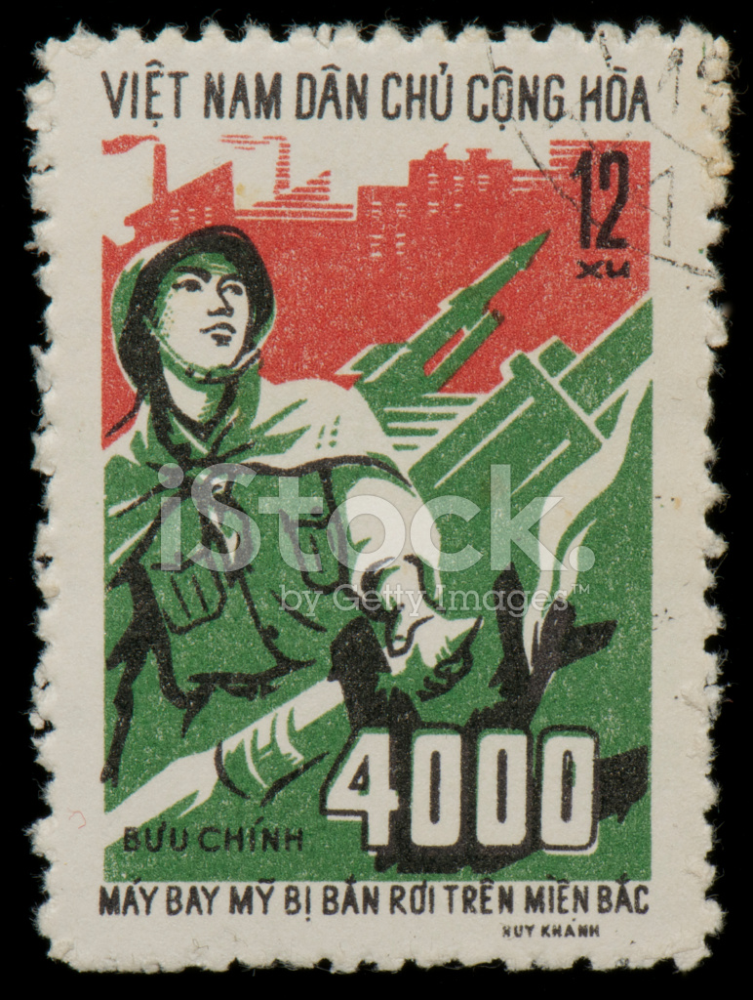 VIỆT NAM DÂN CHỦ CỘNG HÒA
12
XU
iStock.
by Getty Images™
4000
BƯU CHÍNH
MÁY BAY MỸ BỊ BẮN RƠI TRÊN MIỀN BẮC
HUY KHÁNH